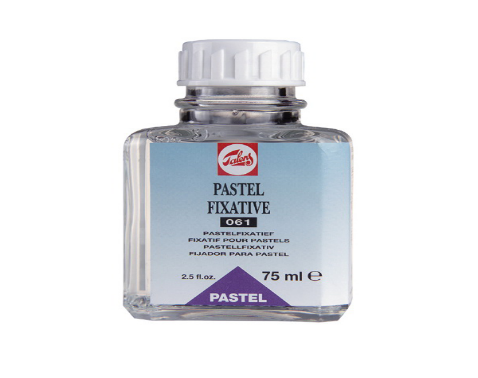 Talens
PASTEL
FIXATIVE
061
PASTELFIXATIEF
FIXATIF POUR PASTELS
PASTELLFIXATIV
FIJADOR PARA PASTEL
2.5 fl.oz. 75 ml ℮
PASTEL